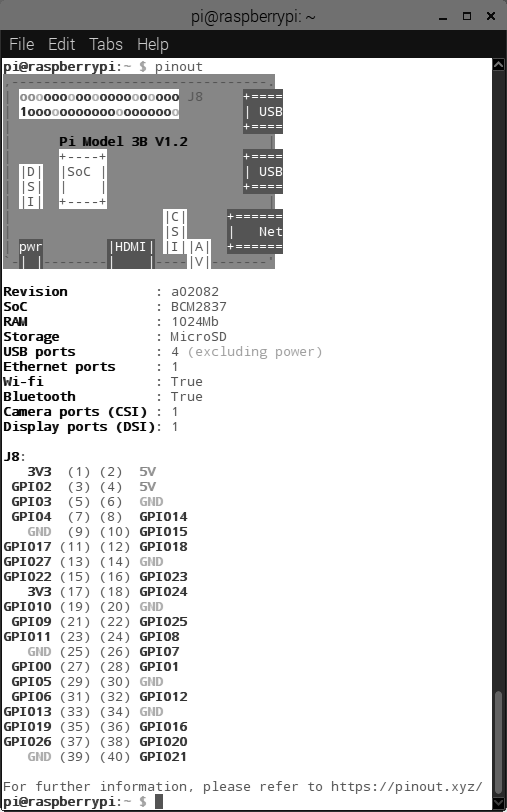 pi@raspberrypi: ~
File Edit Tabs Help
pi@raspberrypi:~ $ pinout
oooooooooooooooooooo J8 +====
1ooooooooooooooooooo | USB
+====
Pi Model 3B V1.2
+----+ +====
|D| |SoC | | USB
|S| | | +====
|I| +----+
|C| +======
|S| | Net
pwr |HDMI| |I||A| +======
| | | | |V|
Revision : a02082
SoC : BCM2837
RAM : 1024Mb
Storage : MicroSD
USB ports : 4 (excluding power)
Ethernet ports : 1
Wi-fi : True
Bluetooth : True
Camera ports (CSI) : 1
Display ports (DSI): 1
J8:
3V3 (1) (2) 5V
GPIO2 (3) (4) 5V
GPIO3 (5) (6) GND
GPIO4 (7) (8) GPIO14
GND (9) (10) GPIO15
GPIO17 (11) (12) GPIO18
GPIO27 (13) (14) GND
GPIO22 (15) (16) GPIO23
3V3 (17) (18) GPIO24
GPIO10 (19) (20) GND
GPIO9 (21) (22) GPIO25
GPIO11 (23) (24) GPIO8
GND (25) (26) GPIO7
GPIO0 (27) (28) GPIO1
GPIO5 (29) (30) GND
GPIO6 (31) (32) GPIO12
GPIO13 (33) (34) GND
GPIO19 (35) (36) GPIO16
GPIO26 (37) (38) GPIO20
GND (39) (40) GPIO21
For further information, please refer to https://pinout.xyz/
pi@raspberrypi:~ $